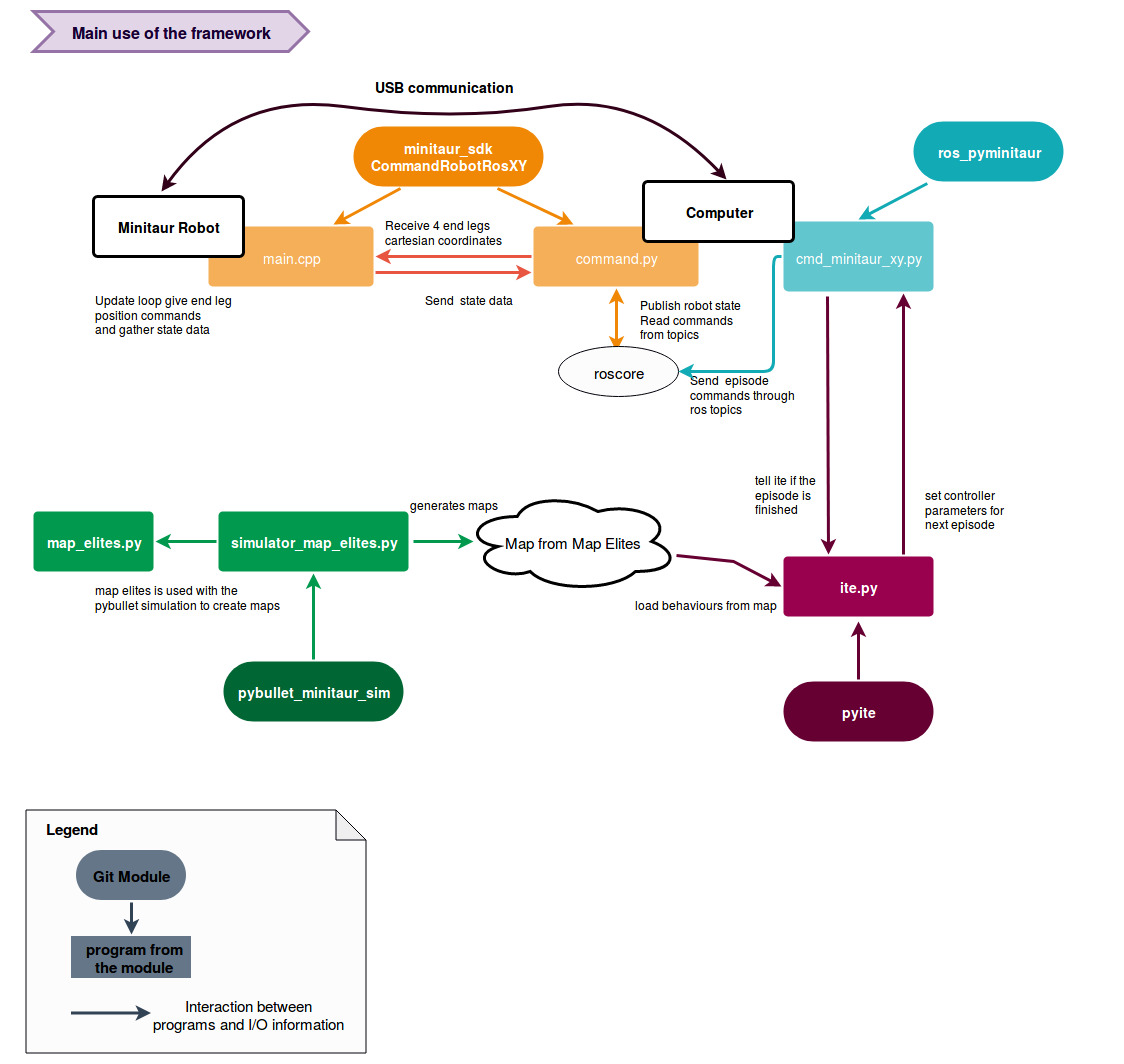 Main use of the framework
USB communication
minitaur_sdk
CommandRobotRosXY
ros_pyminitaur
Minitaur Robot
Computer
main.cpp
Receive 4 end legs
cartesian coordinates
command.py
cmd_minitaur_xy.py
Update loop give end leg
position commands
and gather state data
Send state data
Publish robot state
Read commands
from topics
roscore
Send episode
commands through
ros topics
tell ite if the
episode is
finished
set controller
parameters for
next episode
generates maps
map_elites.py
simulator_map_elites.py
Map from Map Elites
map elites is used with the
pybullet simulation to create maps
load behaviours from map
ite.py
pybullet_minitaur_sim
pyite
Legend
Git Module
program from
the module
Interaction between
programs and I/O information